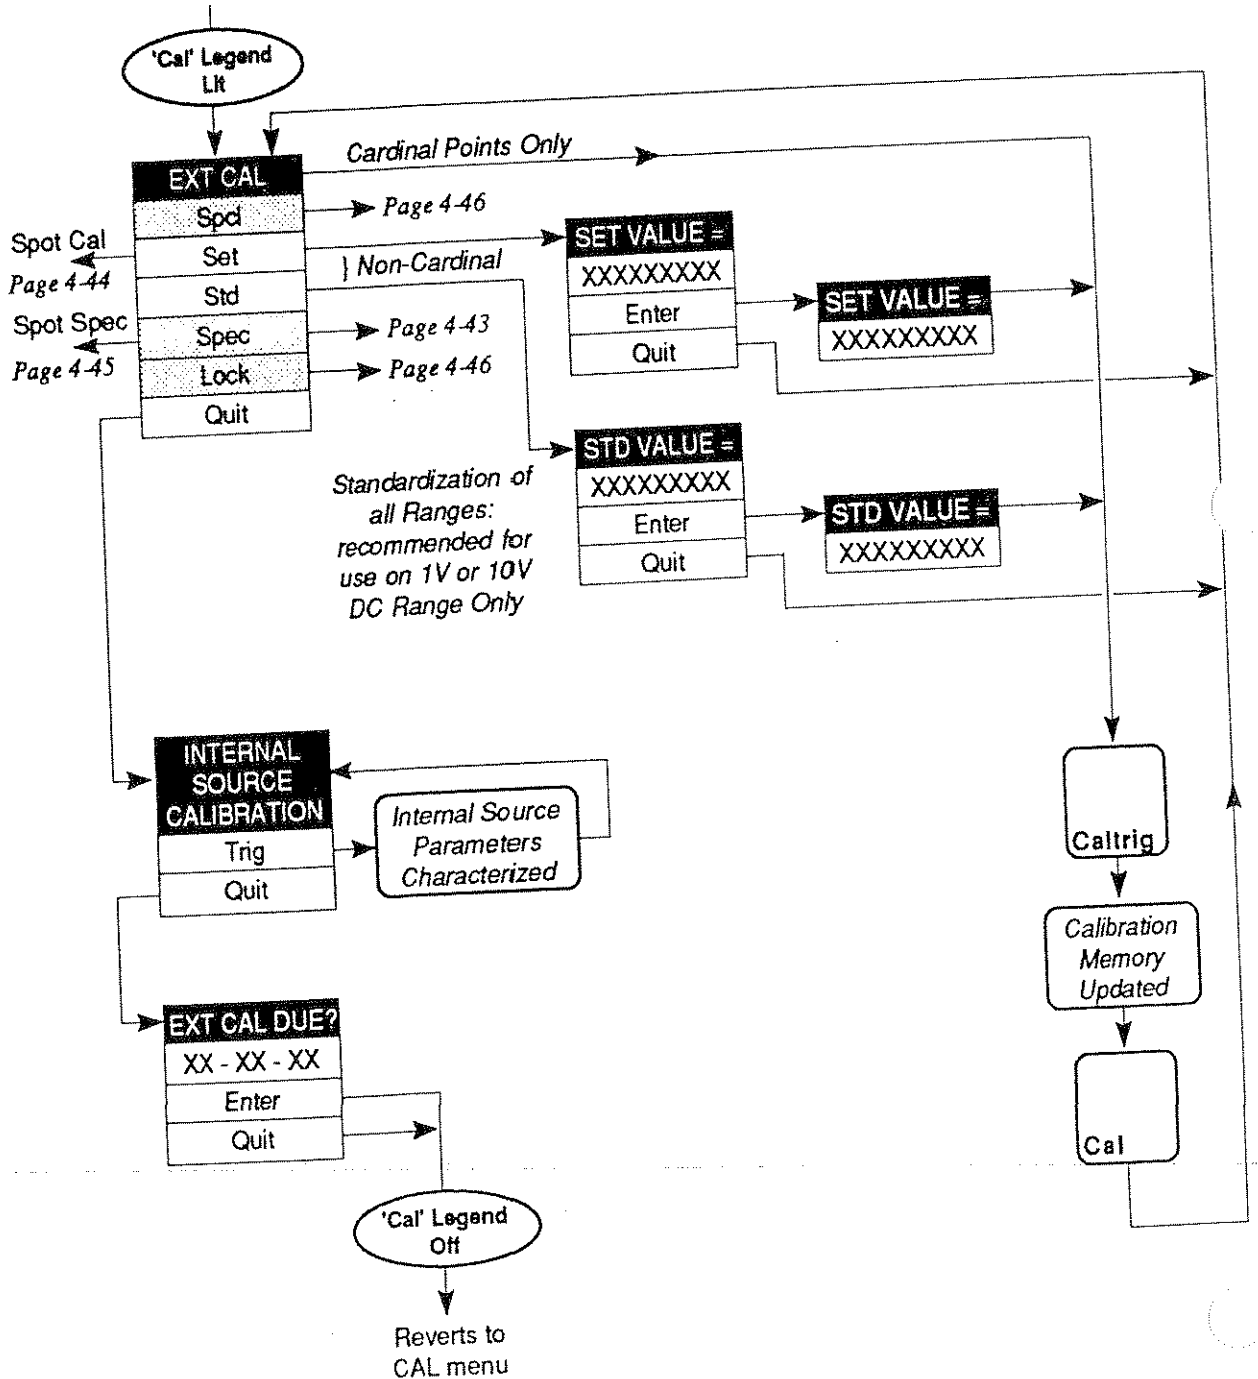 'Cal' Legend
Lit
Cardinal Points Only
EXT CAL
Spcl
Page 4-46
Spot Cal
Page 4-44
Set
} Non-Cardinal
Std
Spot Spec
Page 4-45
Spec
Page 4-43
Lock
Page 4-46
Quit
SET VALUE =
XXXXXXXXX
Enter
Quit
SET VALUE =
XXXXXXXXX
STD VALUE =
XXXXXXXXX
Enter
Quit
STD VALUE =
XXXXXXXXX
Standardization of
all Ranges:
recommended for
use on 1V or 10V
DC Range Only
INTERNAL
SOURCE
CALIBRATION
Trig
Quit
Internal Source
Parameters
Characterized
Caltrig
Calibration
Memory
Updated
Cal
EXT CAL DUE?
XX - XX - XX
Enter
Quit
'Cal' Legend
Off
Reverts to
CAL menu